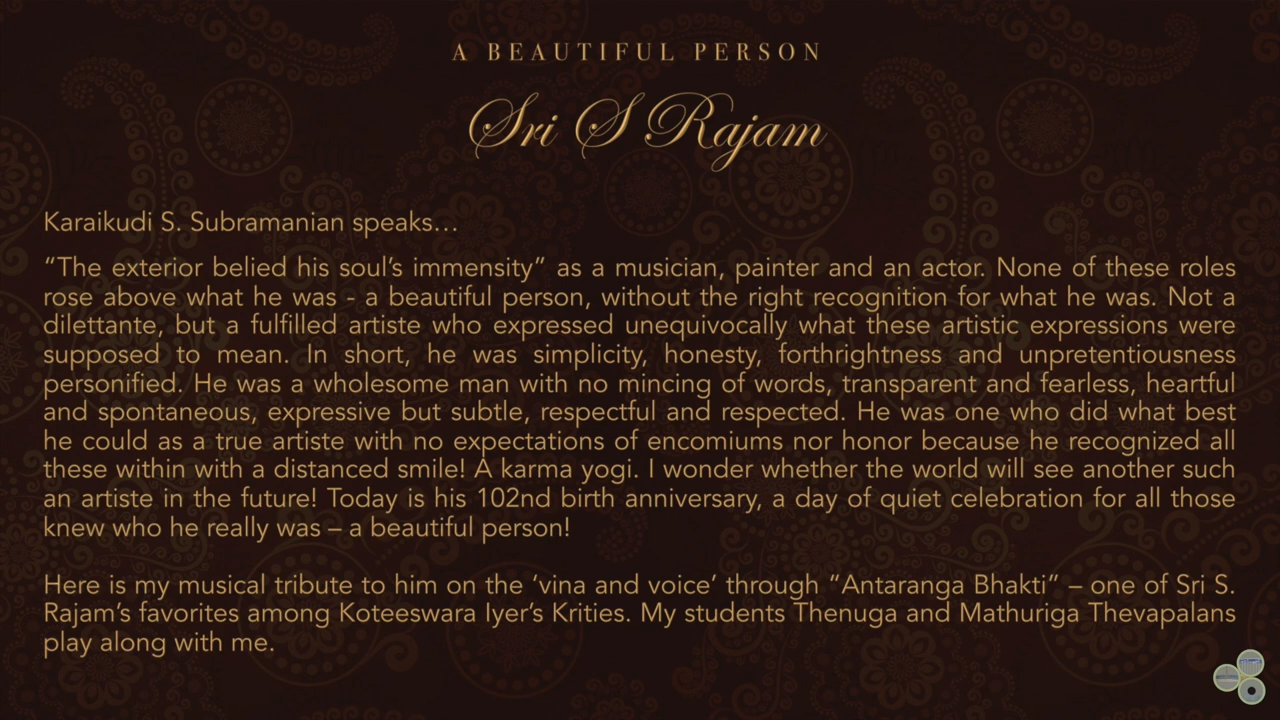 A BEAUTIFUL PERSON
Sri S Rajam
Karaikudi S. Subramanian speaks…
“The exterior belied his soul’s immensity” as a musician, painter and an actor. None of these roles
rose above what he was - a beautiful person, without the right recognition for what he was. Not a
dilettante, but a fulfilled artiste who expressed unequivocally what these artistic expressions were
supposed to mean. In short, he was simplicity, honesty, forthrightness and unpretentiousness
personified. He was a wholesome man with no mincing of words, transparent and fearless, heartful
and spontaneous, expressive but subtle, respectful and respected. He was one who did what best
he could as a true artiste with no expectations of encomiums nor honor because he recognized all
these within with a distanced smile! A karma yogi. I wonder whether the world will see another such
an artiste in the future! Today is his 102nd birth anniversary, a day of quiet celebration for all those
knew who he really was – a beautiful person!
Here is my musical tribute to him on the ‘vina and voice’ through “Antaranga Bhakti” – one of Sri S.
Rajam’s favorites among Koteeswara Iyer’s Krities. My students Thenuga and Mathuriga Thevapalans
play along with me.